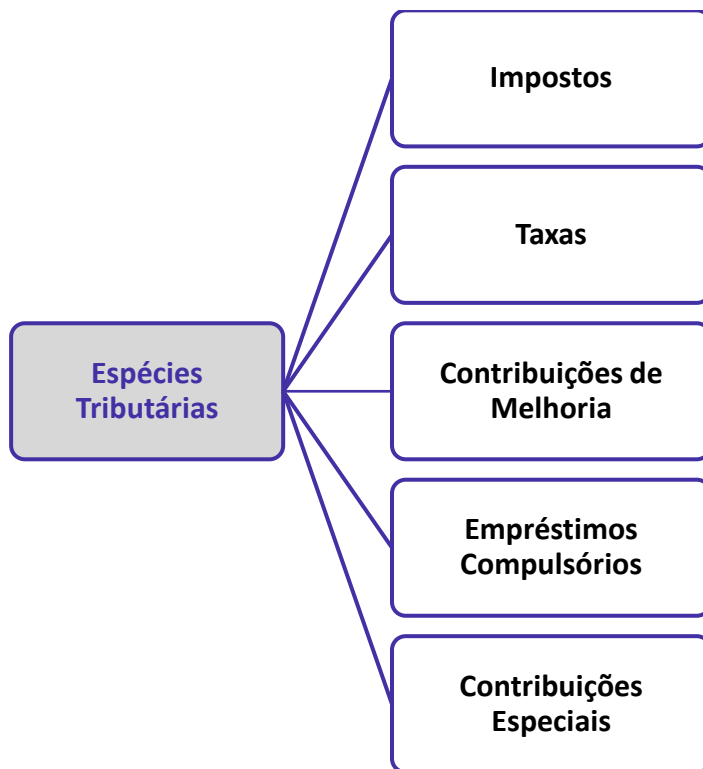 Impostos
Taxas
Espécies
Tributárias
Contribuições de
Melhoria
Empréstimos
Compulsórios
Contribuições
Especiais